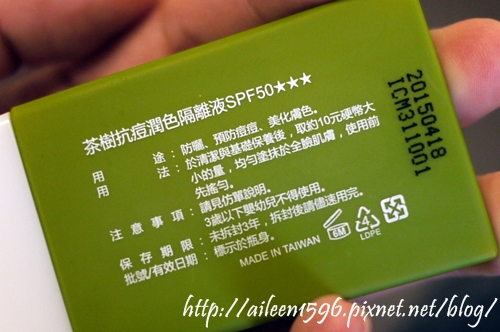 茶樹抗痘潤色隔離液SPF50★★★
用途：防曬、預防痘痘、美化膚色。
用法：於清潔與基礎保養後，取約10元硬幣大
小的量，均勻塗抹於全臉肌膚，使用前
先搖勻。
注意事項：請見仿單說明。
3歲以下嬰幼兒不得使用。
保存期限：未拆封3年，拆封後請儘速用完。
批號/有效日期：標示於瓶身。
MADE IN TAIWAN
6M
4
LDPE
20150418
ICM311001
http://aileen1596.pixnet.net/blog/